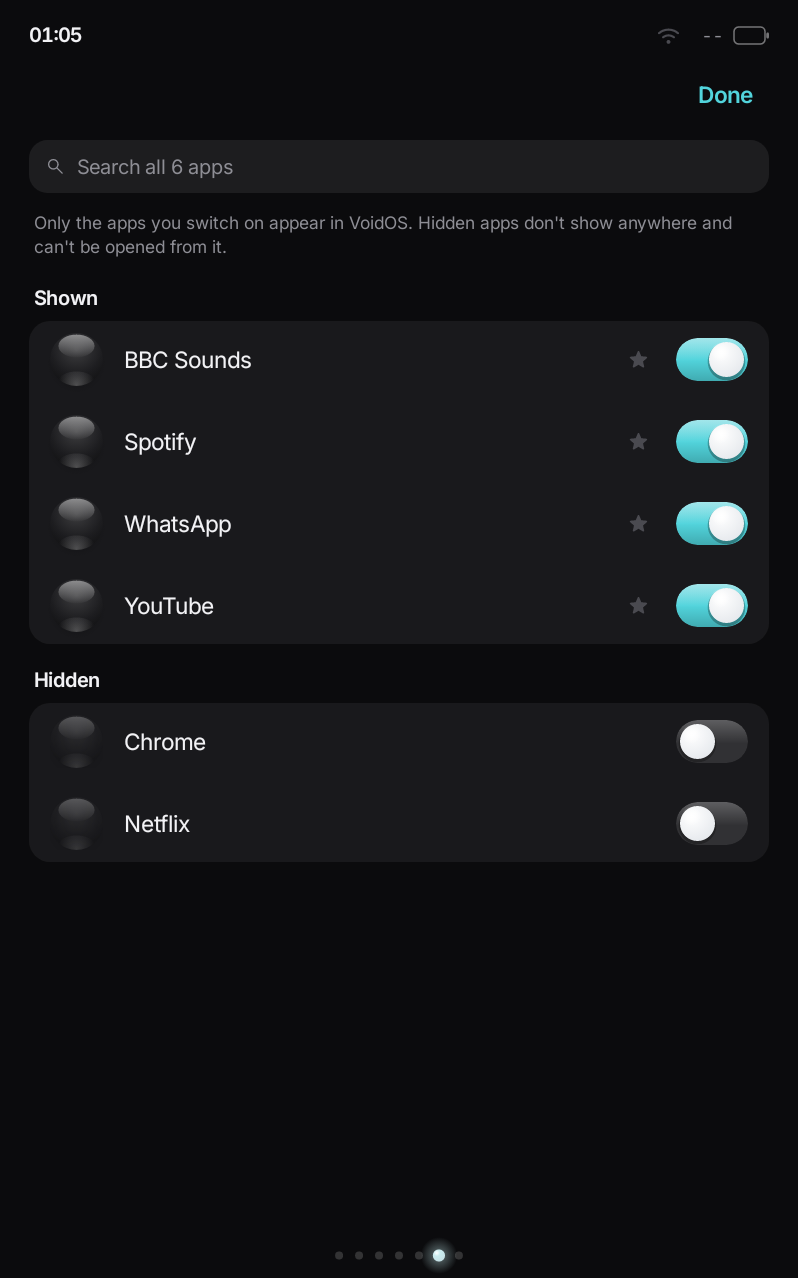 01:05
--
Done
Search all 6 apps
Only the apps you switch on appear in VoidOS. Hidden apps don't show anywhere and
can't be opened from it.
Shown
BBC Sounds
Spotify
WhatsApp
YouTube
Hidden
Chrome
Netflix